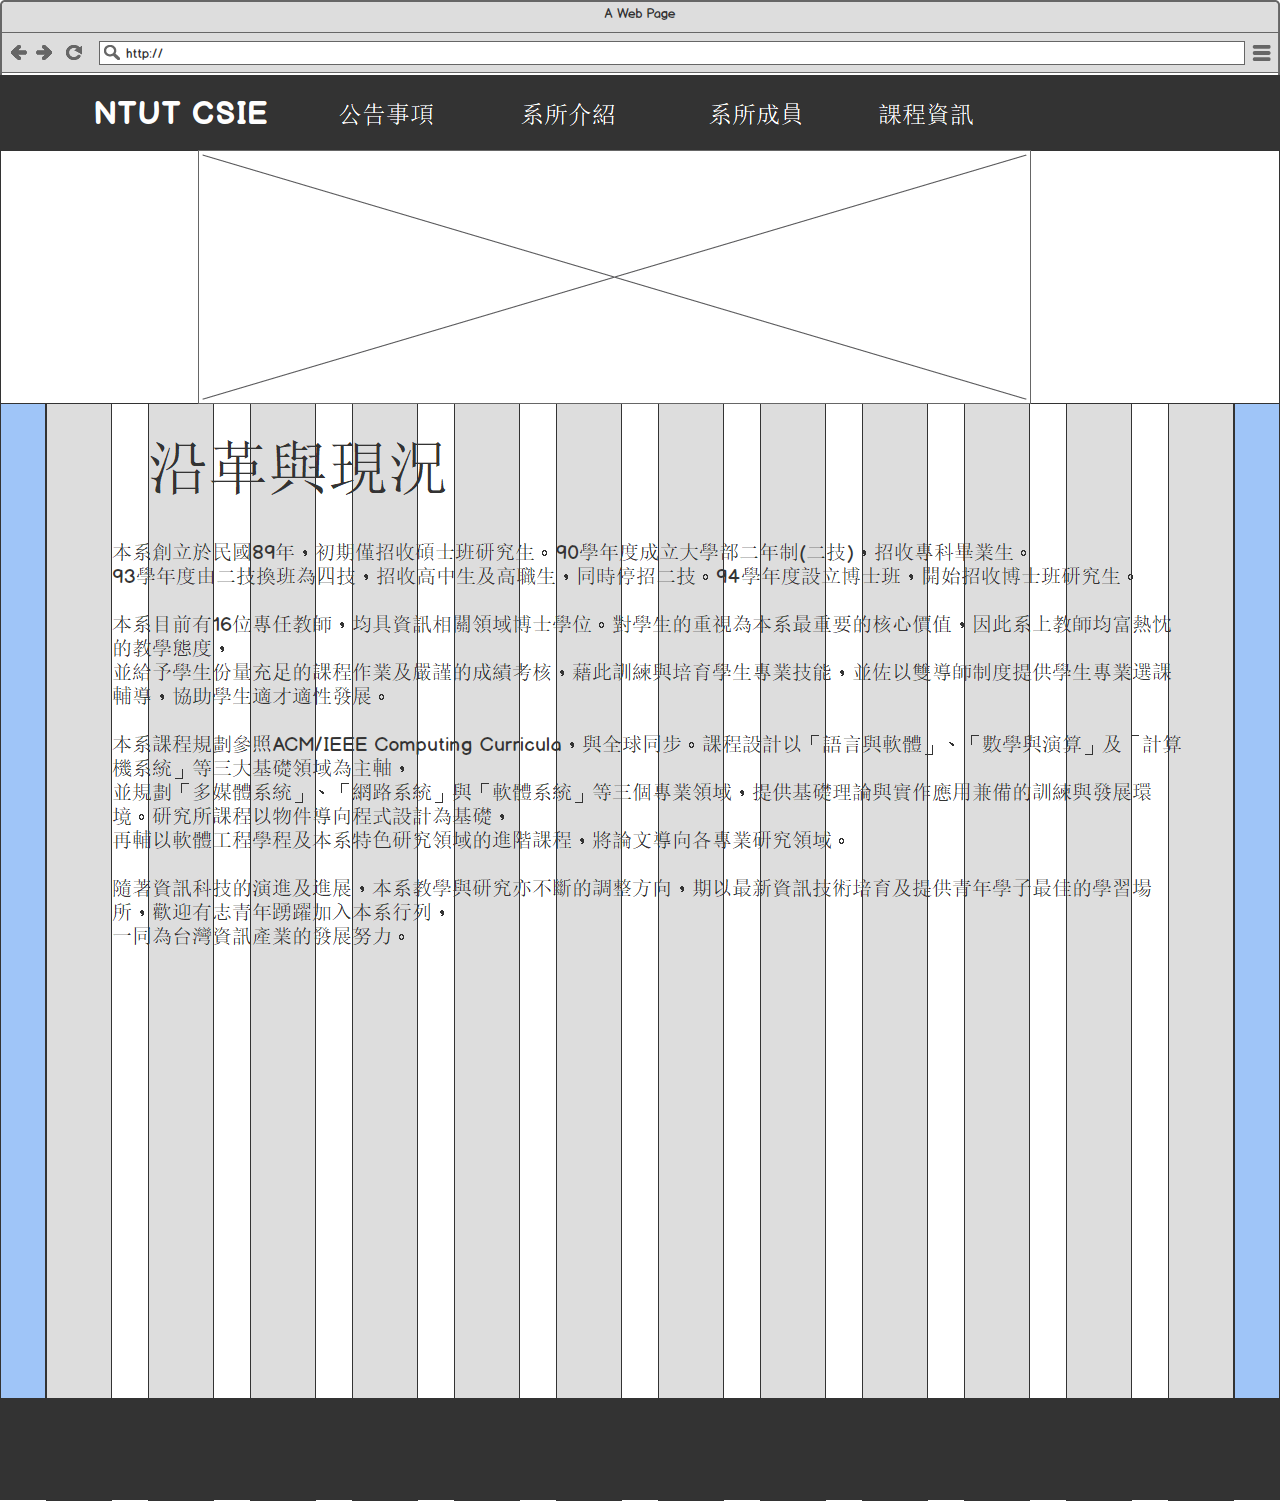 A Web Page
http://
NTUT CSIE 公告事項 系所介紹 系所成員 課程資訊
沿革與現況
本系創立於民國89年，初期僅招收碩士班研究生。90學年度成立大學部二年制(二技)，招收專科畢業生。
93學年度由二技換班為四技，招收高中生及高職生，同時停招二技。94學年度設立博士班，開始招收博士班研究生。
本系目前有16位專任教師，均具資訊相關領域博士學位。對學生的重視為本系最重要的核心價值，因此系上教師均富熱忱
的教學態度，
並給予學生份量充足的課程作業及嚴謹的成績考核，藉此訓練與培育學生專業技能，並佐以雙導師制度提供學生專業選課
輔導，協助學生適才適性發展。
本系課程規劃參照ACM/IEEE Computing Curricula，與全球同步。課程設計以「語言與軟體」、「數學與演算」及「計算
機系統」等三大基礎領域為主軸，
並規劃「多媒體系統」、「網路系統」與「軟體系統」等三個專業領域，提供基礎理論與實作應用兼備的訓練與發展環
境。研究所課程以物件導向程式設計為基礎，
再輔以軟體工程學程及本系特色研究領域的進階課程，將論文導向各專業研究領域。
隨著資訊科技的演進及進展，本系教學與研究亦不斷的調整方向，期以最新資訊技術培育及提供青年學子最佳的學習場
所，歡迎有志青年踴躍加入本系行列，
一同為台灣資訊產業的發展努力。